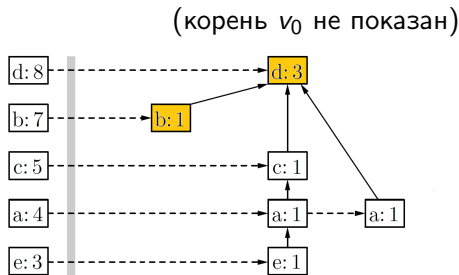 (корень v₀ не показан)
d: 8 d: 3
b: 7 b: 1
c: 5 c: 1
a: 4 a: 1 a: 1
e: 3 e: 1